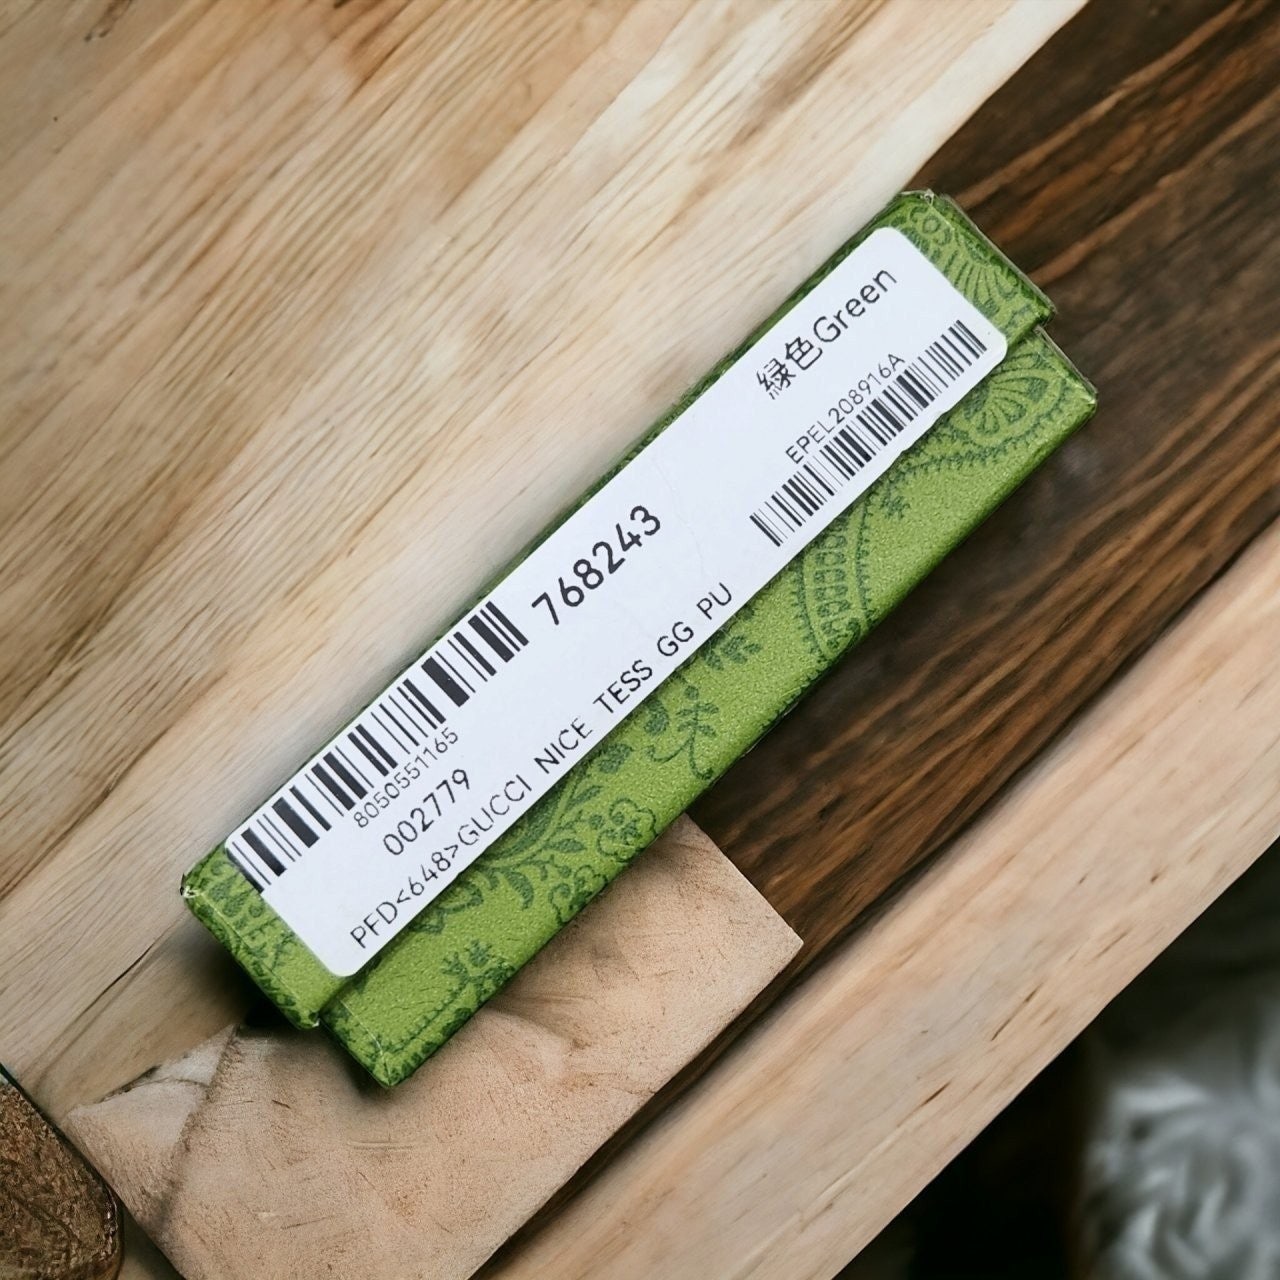 緑色Green
EPEL208916A
768243
8050551165
002779
PFD<648>GUCCI NICE TESS GG PU